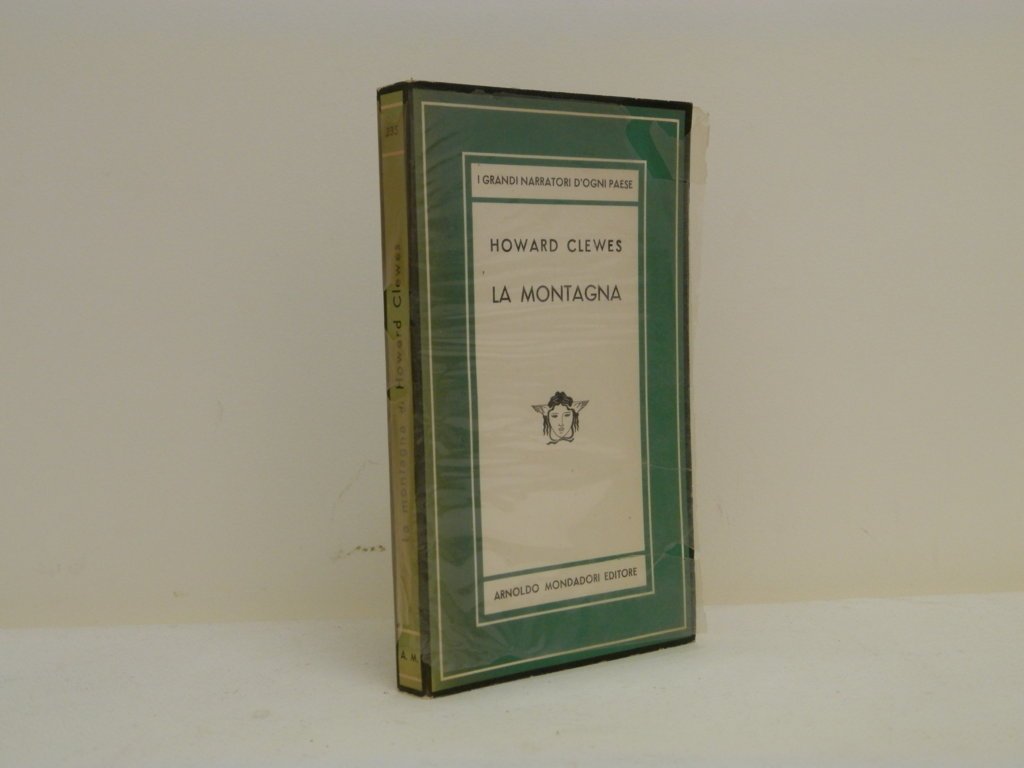 I GRANDI NARRATORI D'OGNI PAESE
HOWARD CLEWES
LA MONTAGNA
ARNOLDO MONDADORI EDITORE
la montagna di Howard Clewes
A. M.